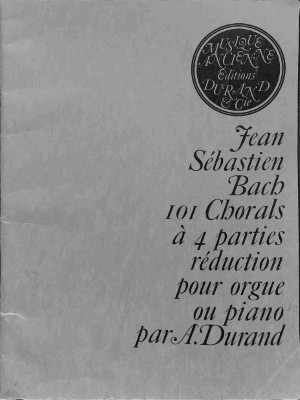 MUSIQUE
ANCIENNE
Editions
DURAND
& Cie
Jean
Sébastien
Bach
101 Chorals
à 4 parties
réduction
pour orgue
ou piano
par A. Durand